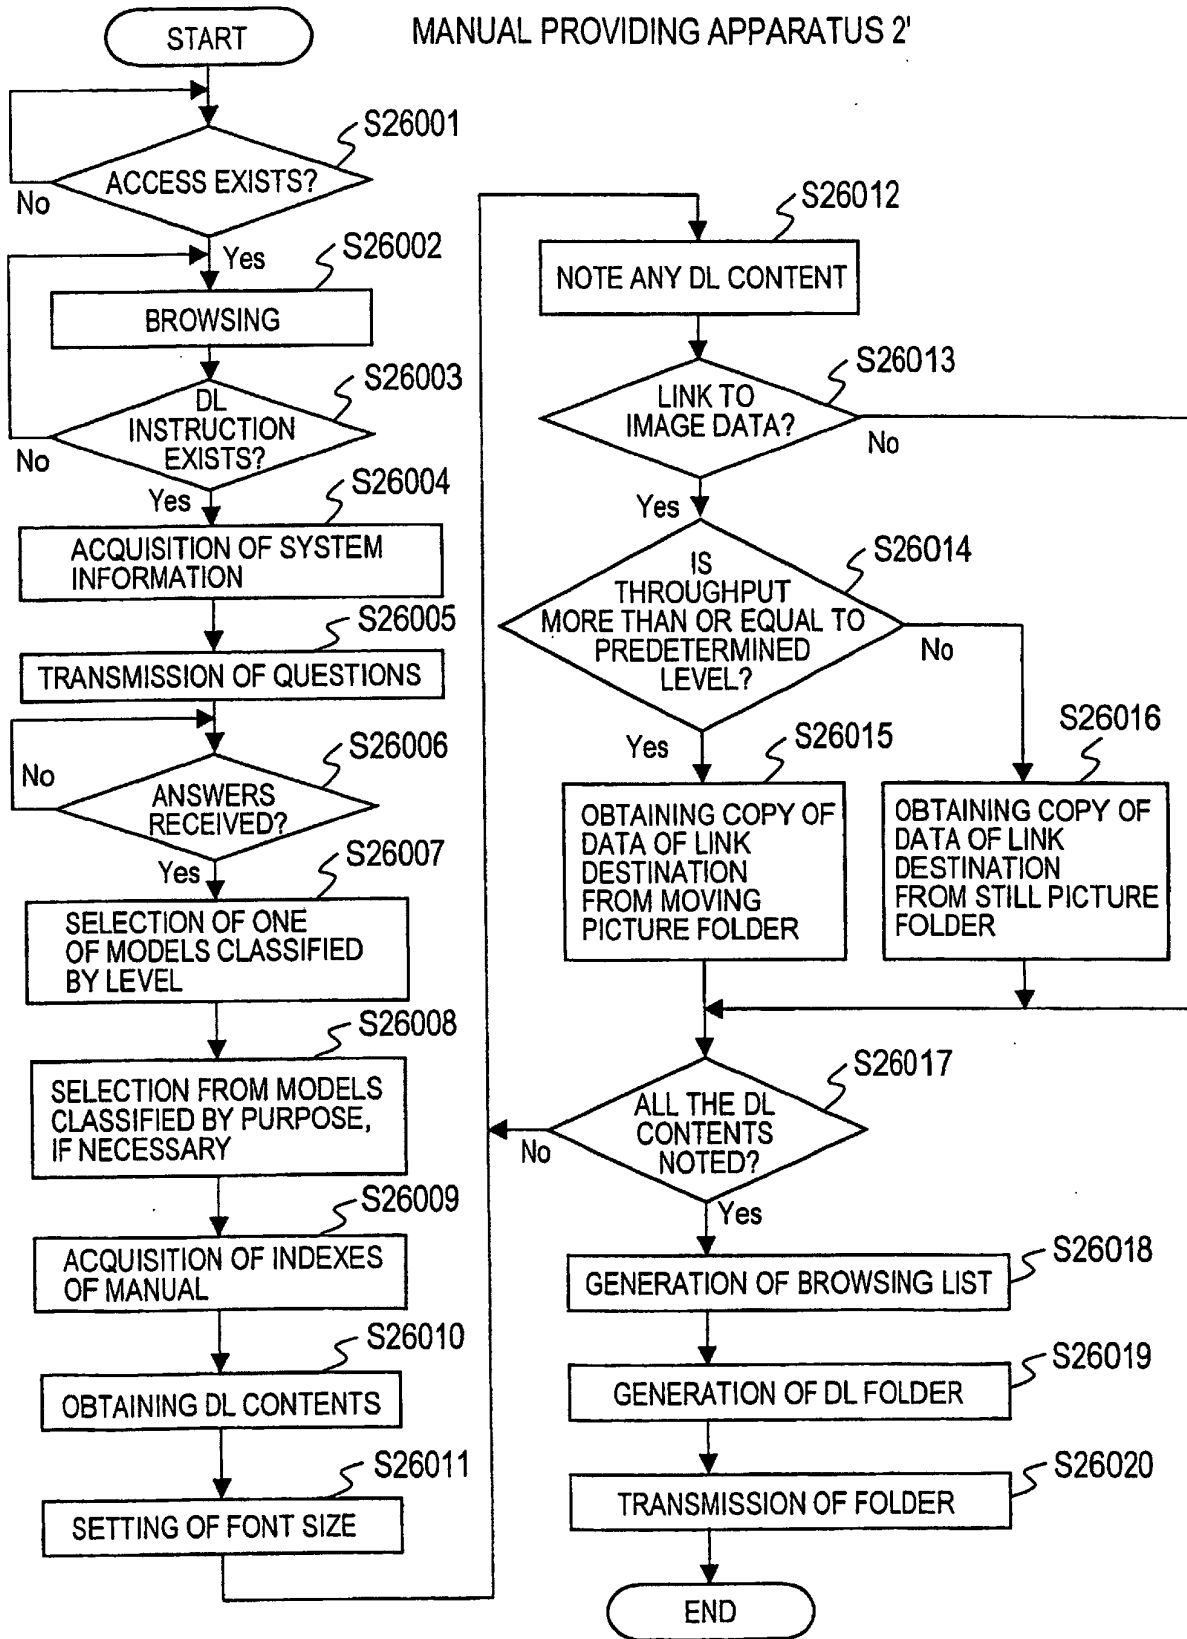 MANUAL PROVIDING APPARATUS 2'
START
S26001
ACCESS EXISTS?
No
Yes
S26002
BROWSING
S26003
DL
INSTRUCTION
EXISTS?
No
Yes
S26004
ACQUISITION OF SYSTEM
INFORMATION
S26005
TRANSMISSION OF QUESTIONS
S26006
No
ANSWERS
RECEIVED?
Yes
S26007
SELECTION OF ONE
OF MODELS CLASSIFIED
BY LEVEL
S26008
SELECTION FROM MODELS
CLASSIFIED BY PURPOSE,
IF NECESSARY
S26009
ACQUISITION OF INDEXES
OF MANUAL
S26010
OBTAINING DL CONTENTS
S26011
SETTING OF FONT SIZE
S26012
NOTE ANY DL CONTENT
S26013
LINK TO
IMAGE DATA?
No
Yes
S26014
IS
THROUGHPUT
MORE THAN OR EQUAL TO
PREDETERMINED
LEVEL?
No
Yes
S26015
OBTAINING COPY OF
DATA OF LINK
DESTINATION
FROM MOVING
PICTURE FOLDER
S26016
OBTAINING COPY OF
DATA OF LINK
DESTINATION
FROM STILL PICTURE
FOLDER
S26017
ALL THE DL
CONTENTS
NOTED?
No
Yes
S26018
GENERATION OF BROWSING LIST
S26019
GENERATION OF DL FOLDER
S26020
TRANSMISSION OF FOLDER
END